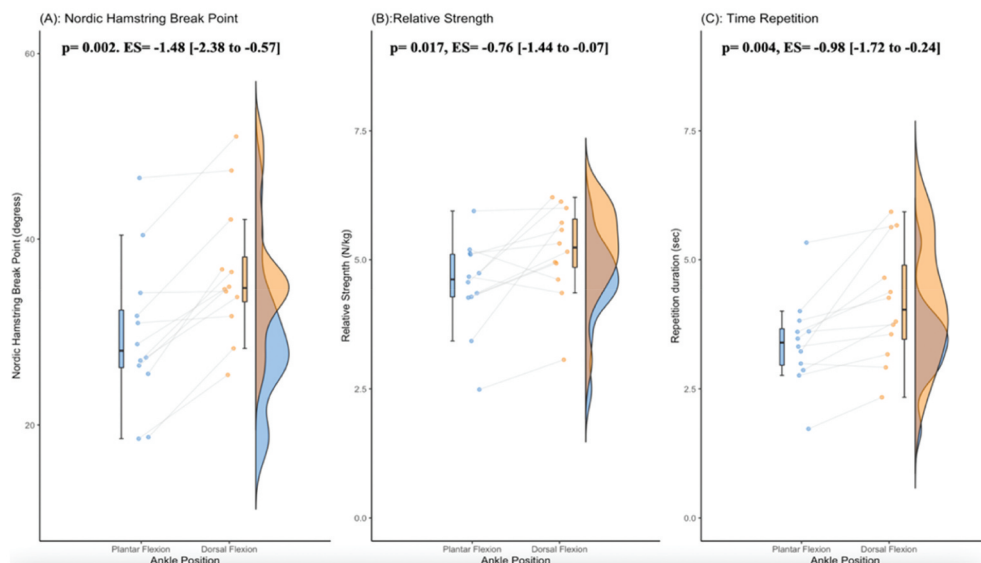 (A): Nordic Hamstring Break Point
p= 0.002. ES= -1.48 [-2.38 to -0.57]
60
40
20
Nordic Hamstring Break Point (degress)
Plantar Flexion
Dorsal Flexion
Ankle Position
(B):Relative Strength
p= 0.017, ES= -0.76 [-1.44 to -0.07]
7.5
5.0
2.5
0.0
Relative Stregnth (N/kg)
Plantar Flexion
Dorsal Flexion
Ankle Position
(C): Time Repetition
p= 0.004, ES= -0.98 [-1.72 to -0.24]
7.5
5.0
2.5
0.0
Repetition duration (sec)
Plantar Flexion
Dorsal Flexion
Ankle Position